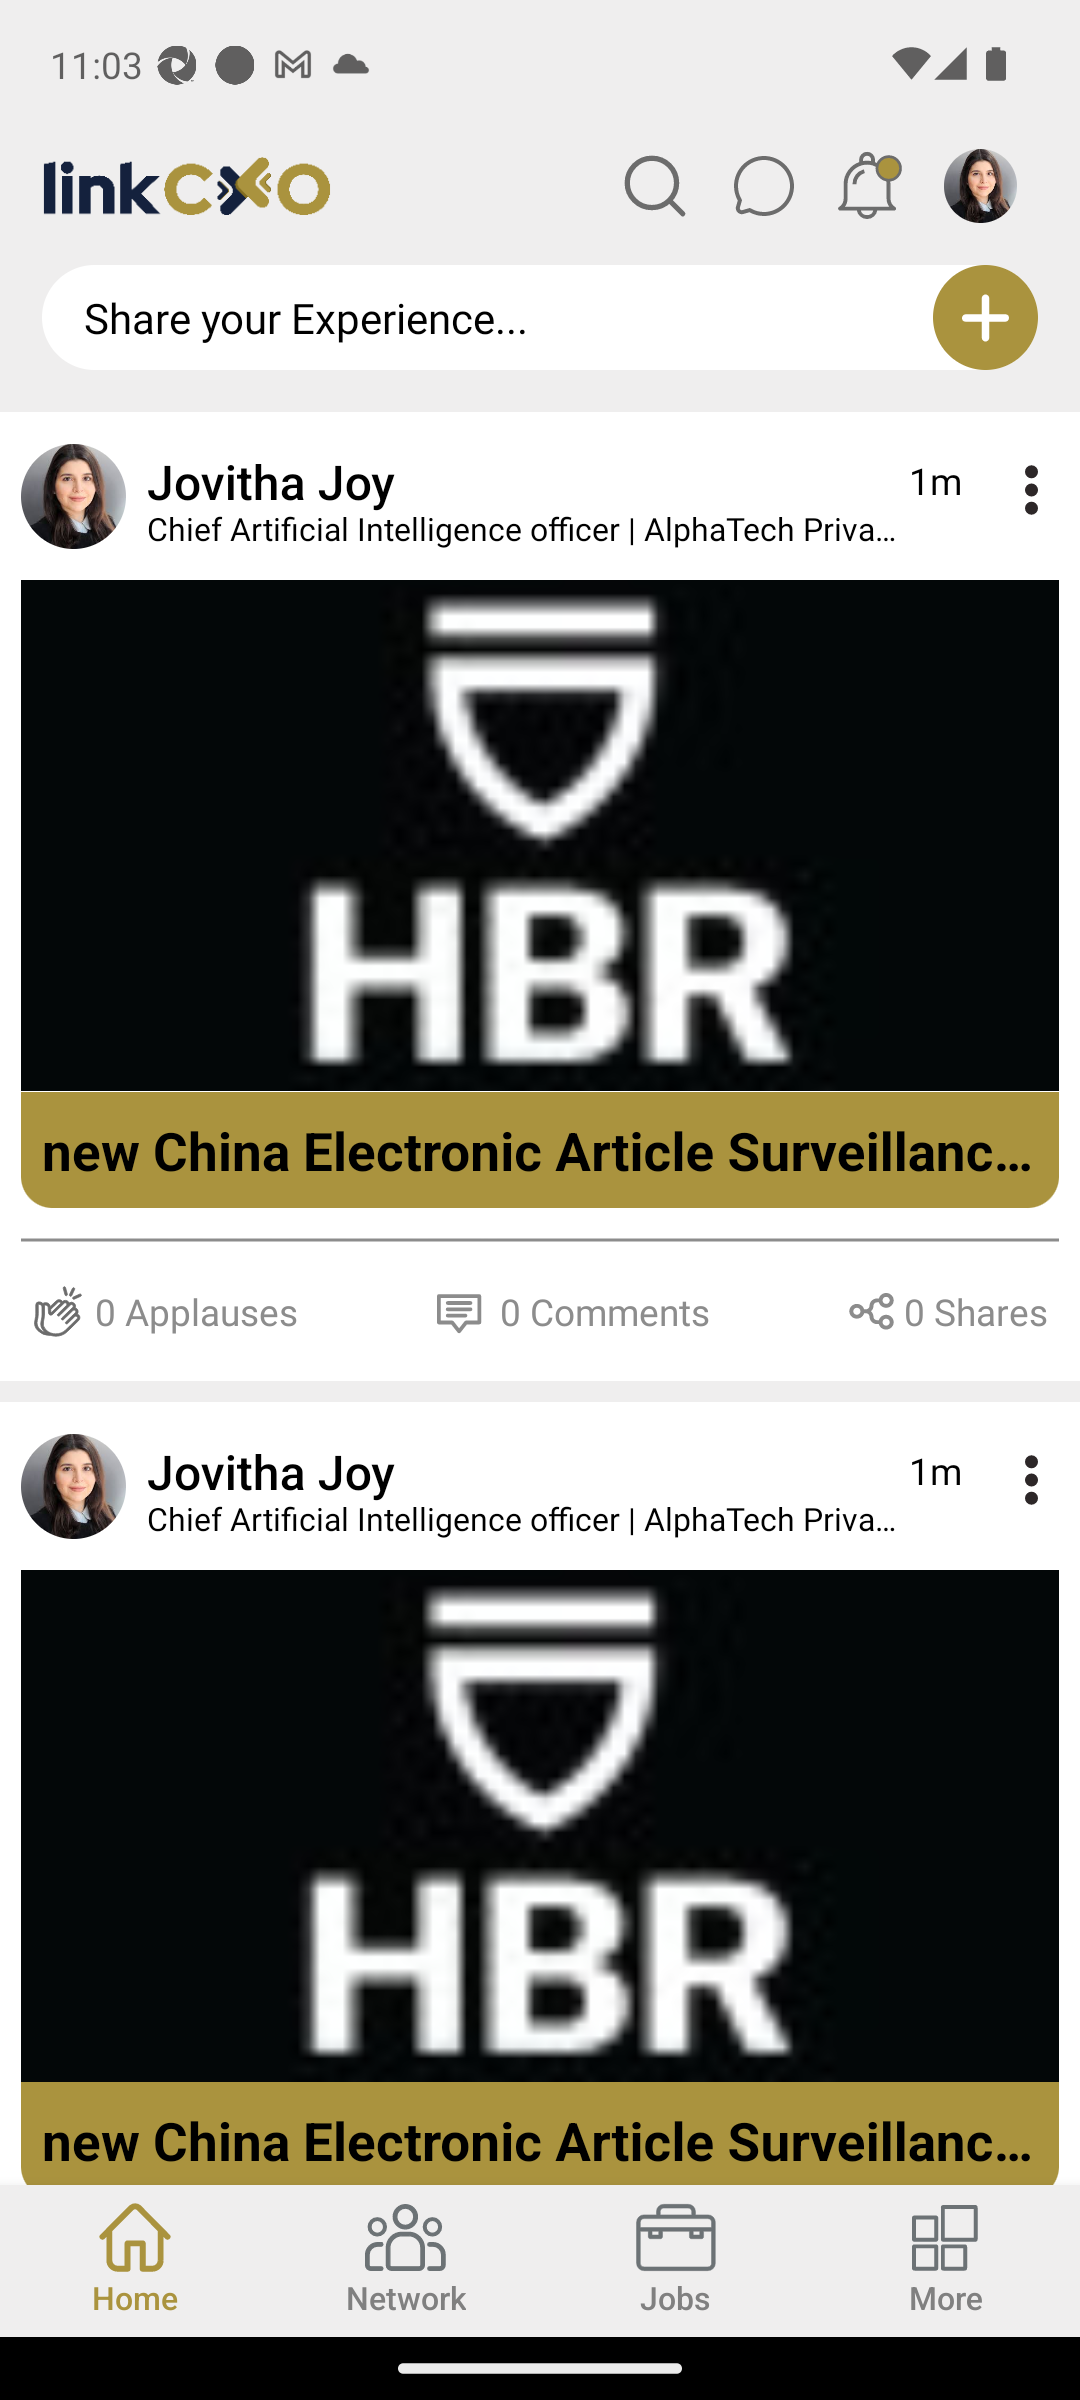 11:03
linkCXO
Share your Experience...
Jovitha Joy
1m
Chief Artificial Intelligence officer | AlphaTech Priva...
HBR
new China Electronic Article Surveillanc...
0 Applauses
0 Comments
0 Shares
Jovitha Joy
1m
Chief Artificial Intelligence officer | AlphaTech Priva...
HBR
new China Electronic Article Surveillanc...
Home
Network
Jobs
More